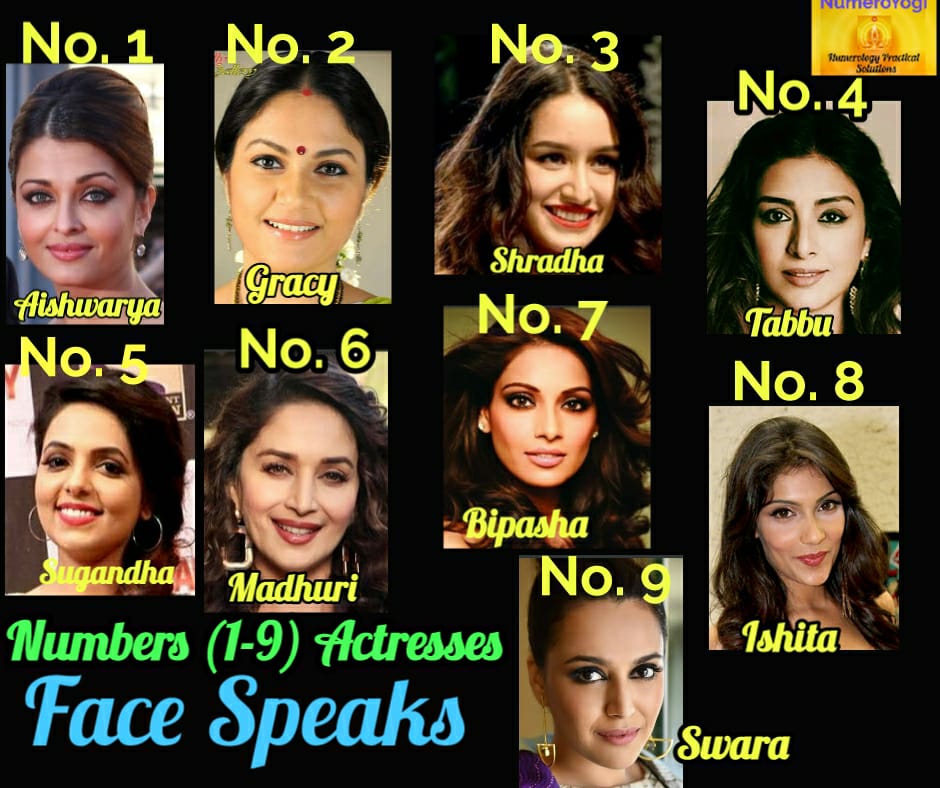 NumeroYogi
Numerology Practical
Solutions
No. 1
No. 2
No. 3
No. 4
Aishwarya
Gracy
Shradha
Tabbu
No. 5
No. 6
No. 7
No. 8
Sugandha
Madhuri
Bipasha
Ishita
No. 9
Swara
Numbers (1-9) Actresses
Face Speaks